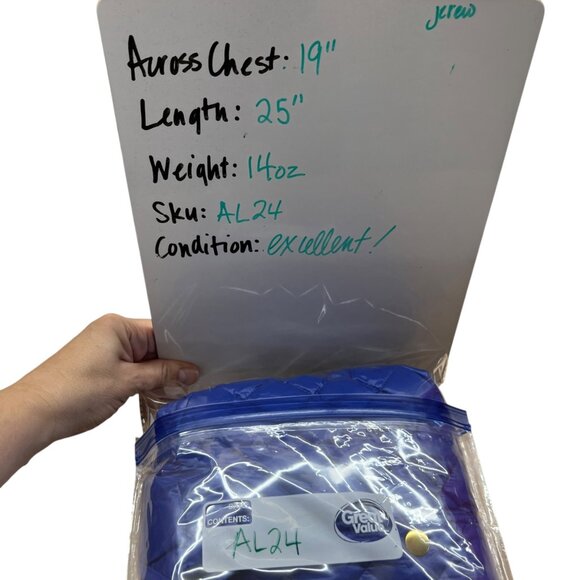 jcrew
Across Chest: 19"
Length: 25"
Weight: 14oz
Sku: AL24
Condition: excellent!
CONTENTS:
Great Value
AL24